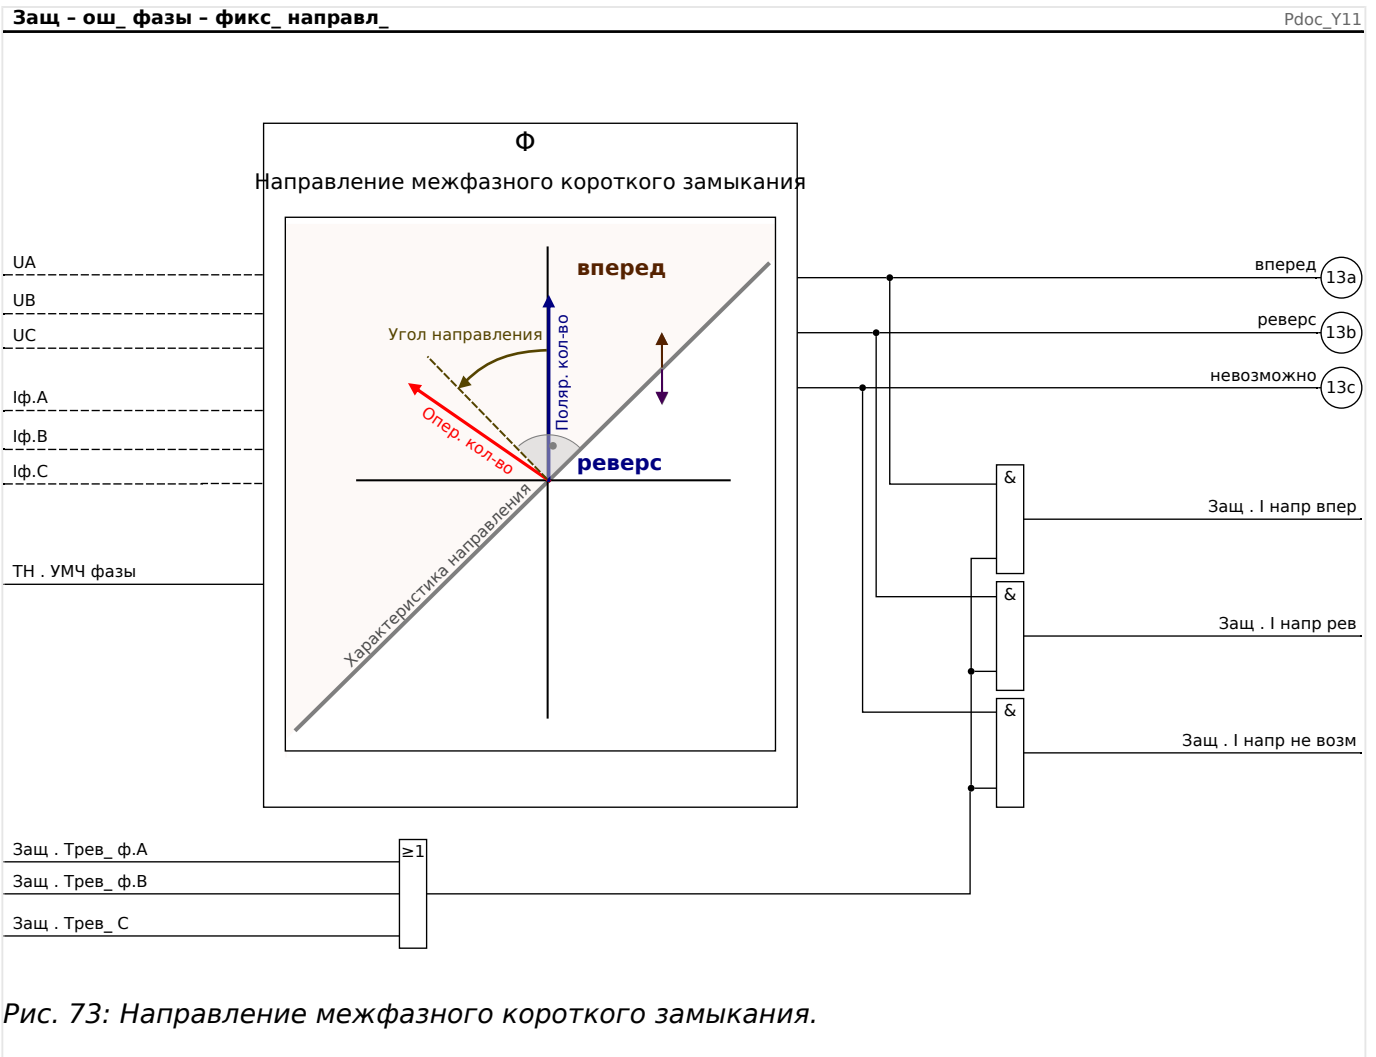 Защ – ош_ фазы – фикс_ направл_
Pdoc_Y11
Φ
Направление межфазного короткого замыкания
UA
UB
UC
Iф.A
Iф.B
Iф.C
ТН . УМЧ фазы
вперед
Угол направления
Поляр. кол-во
Опер. кол-во
реверс
Характеристика направления
вперед
13a
реверс
13b
невозможно
13c
&
Защ . I напр впер
&
Защ . I напр рев
&
Защ . I напр не возм
Защ . Трев_ ф.A
≥1
Защ . Трев_ ф.B
Защ . Трев_ C
Рис. 73: Направление межфазного короткого замыкания.